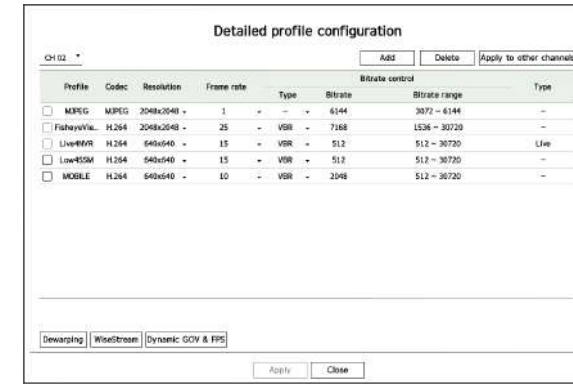 Detailed profile configuration
CH 02
Add Delete Apply to other channels
Profile Codec Resolution Frame rate Bitrate control Type
Type Bitrate Bitrate range
MJPEG MJPEG 2048x2048 1 - 6144 3072 ~ 6144 -
FisheyeVie... H.264 2048x2048 25 VBR 7168 1536 ~ 30720 -
Live4NVR H.264 640x640 15 VBR 512 512 ~ 30720 Live
Low4SSM H.264 640x640 15 VBR 512 512 ~ 30720 -
MOBILE H.264 640x640 10 VBR 2048 512 ~ 30720 -
Dewarping WiseStream Dynamic GOV & FPS
Apply Close